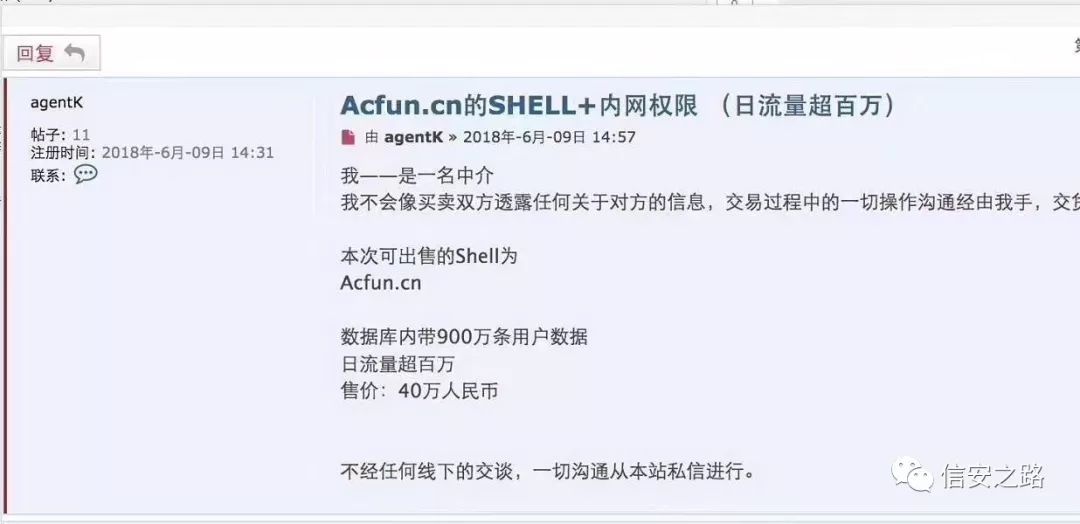 回复
agentK
帖子: 11
注册时间: 2018年-6月-09日 14:31
联系:
Acfun.cn的SHELL+内网权限 （日流量超百万）
由 agentK » 2018年-6月-09日 14:57
我——是一名中介
我不会像买卖双方透露任何关于对方的信息，交易过程中的一切操作沟通经由我手，交
本次可出售的Shell为
Acfun.cn
数据库内带900万条用户数据
日流量超百万
售价：40万人民币
不经任何线下的交谈，一切沟通从本站私信进行。
信安之路